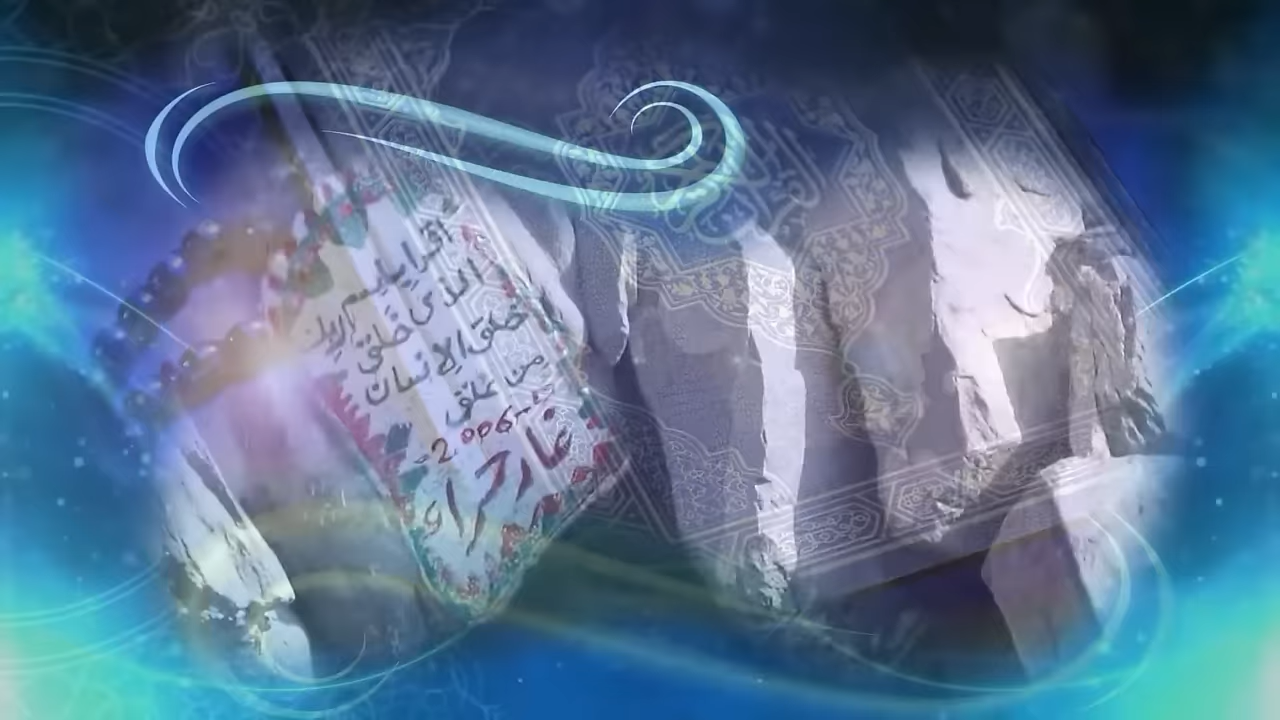 اقرا باسم ربك
الذى خلق
خلق الإنسان
من علق
2006
غار حراء